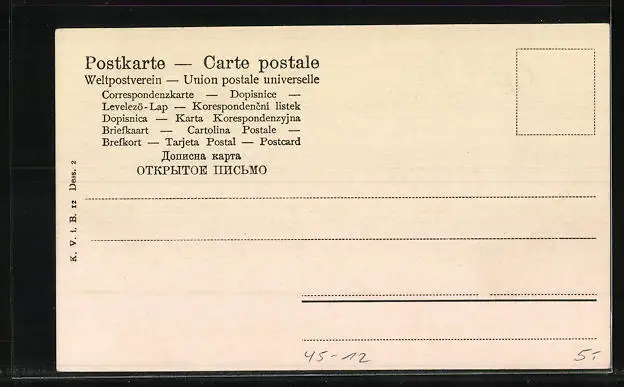 Postkarte — Carte postale
Weltpostverein — Union postale universelle
Correspondenzkarte — Dopisnice —
Levelező-Lap — Korespondenční listek
Dopisnica — Karta Korespondenzyjna
Briefkaart — Cartolina Postale —
Brefkort — Tarjeta Postal — Postcard
Дописна карта
ОТКРЫТОЕ ПИСЬМО
K. V. i. B. 12 Dess. 2
45-12
5-